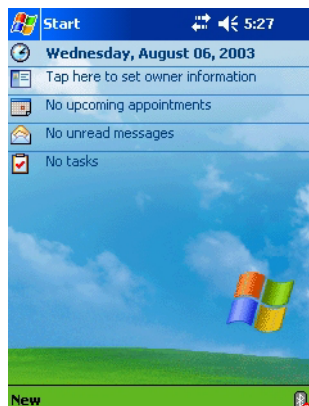 Start 5:27
Wednesday, August 06, 2003
Tap here to set owner information
No upcoming appointments
No unread messages
No tasks
New